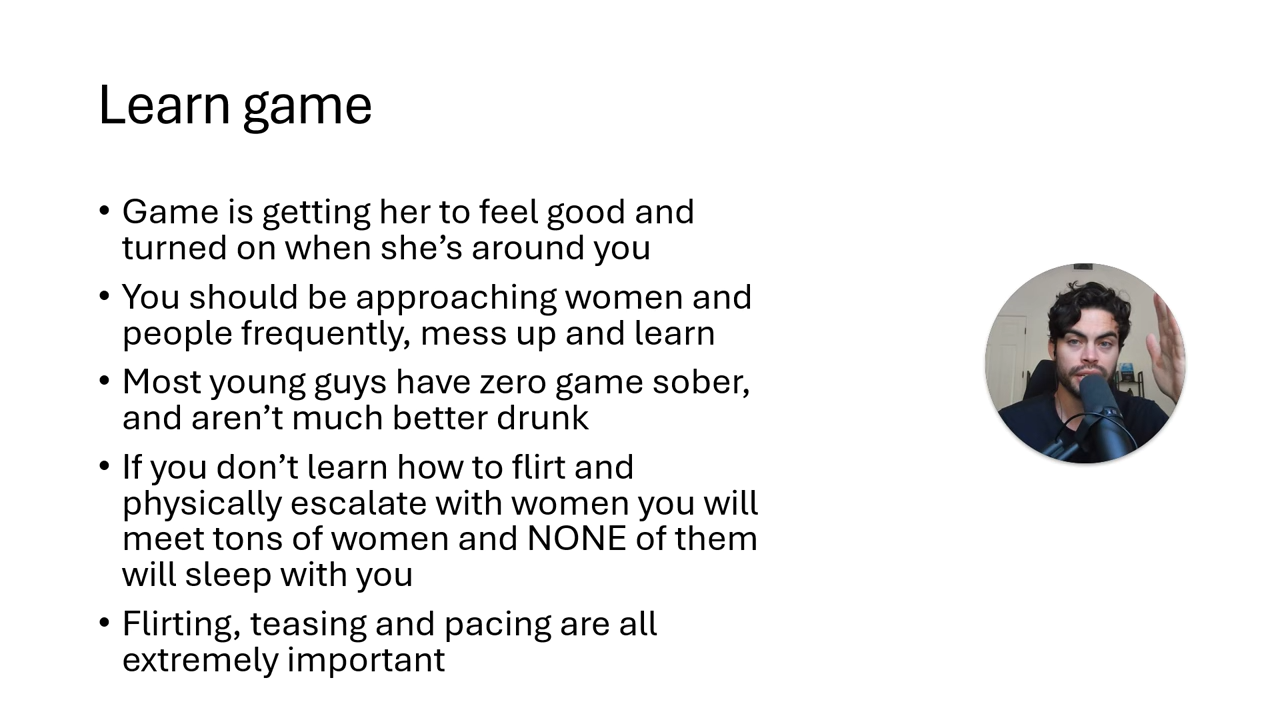 Learn game
• Game is getting her to feel good and
turned on when she’s around you
• You should be approaching women and
people frequently, mess up and learn
• Most young guys have zero game sober,
and aren’t much better drunk
• If you don’t learn how to flirt and
physically escalate with women you will
meet tons of women and NONE of them
will sleep with you
• Flirting, teasing and pacing are all
extremely important